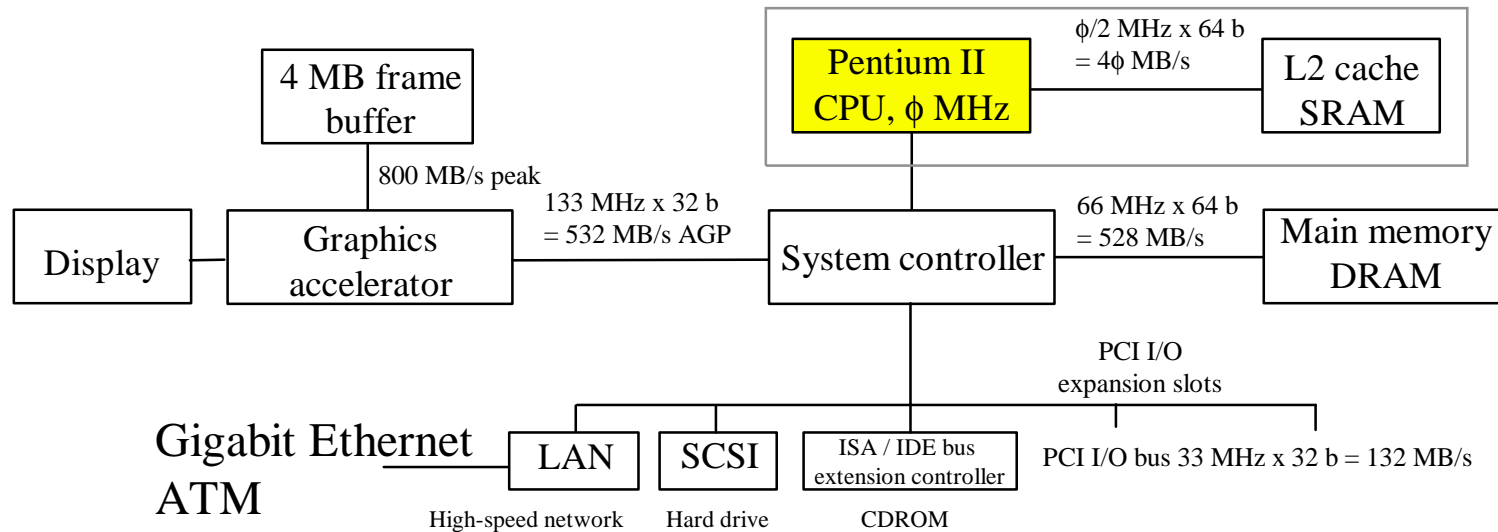 4 MB frame
buffer
800 MB/s peak
Pentium II
CPU, ϕ MHz
ϕ/2 MHz x 64 b
= 4ϕ MB/s
L2 cache
SRAM
Display
Graphics
accelerator
133 MHz x 32 b
= 532 MB/s AGP
System controller
66 MHz x 64 b
= 528 MB/s
Main memory
DRAM
PCI I/O
expansion slots
Gigabit Ethernet
ATM
LAN
SCSI
ISA / IDE bus
extension controller
PCI I/O bus 33 MHz x 32 b = 132 MB/s
High-speed network
Hard drive
CDROM